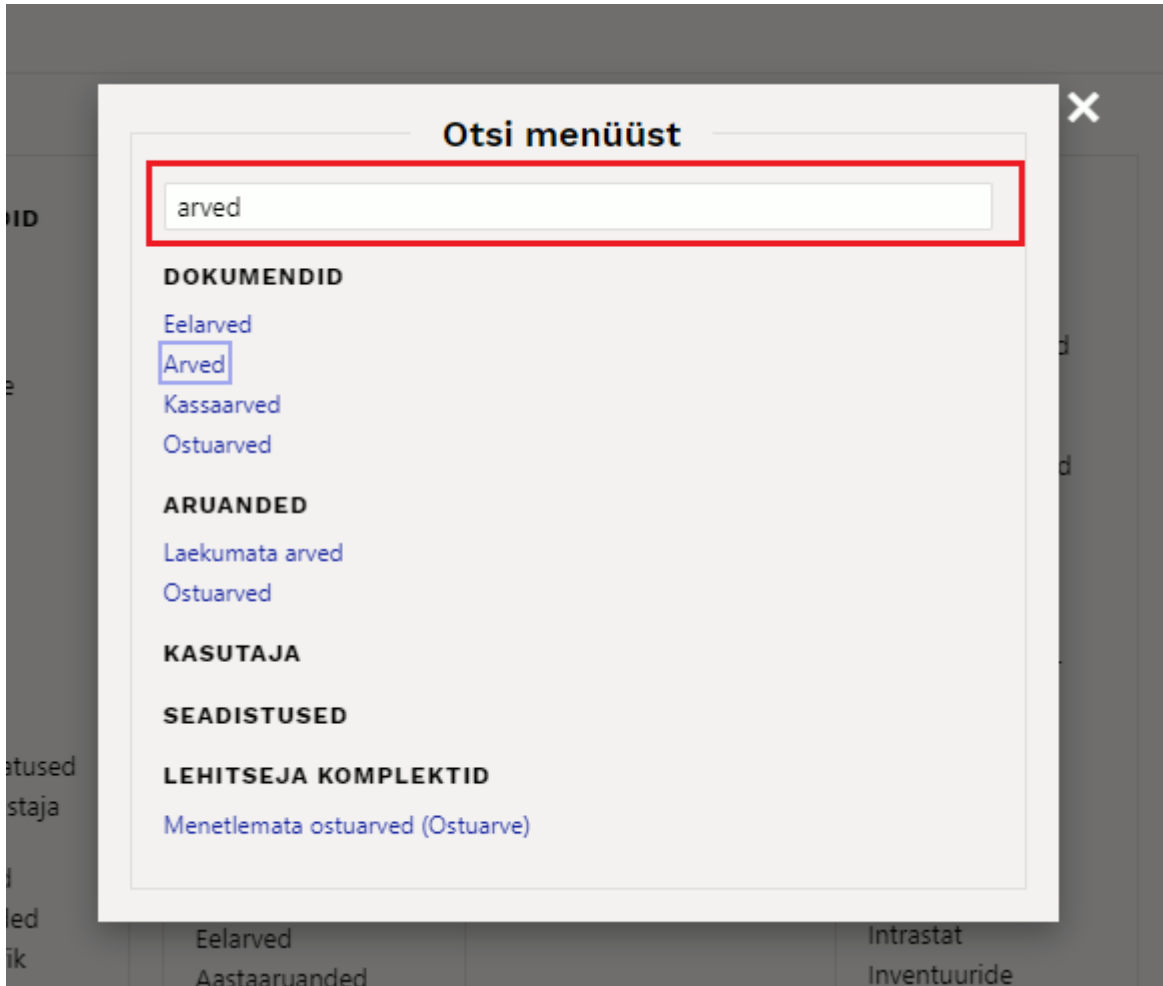 Otsi menüüst
arved
DOKUMENDID
Eelarved
Arved
Kassaarved
Ostuarved
ARUANDED
Laekumata arved
Ostuarved
KASUTAJA
SEADISTUSED
LEHITSEJA KOMPLEKTID
Menetlemata ostuarved (Ostuarve)
Eelarved
Aastaaruanded
Intrastat
Inventuuride